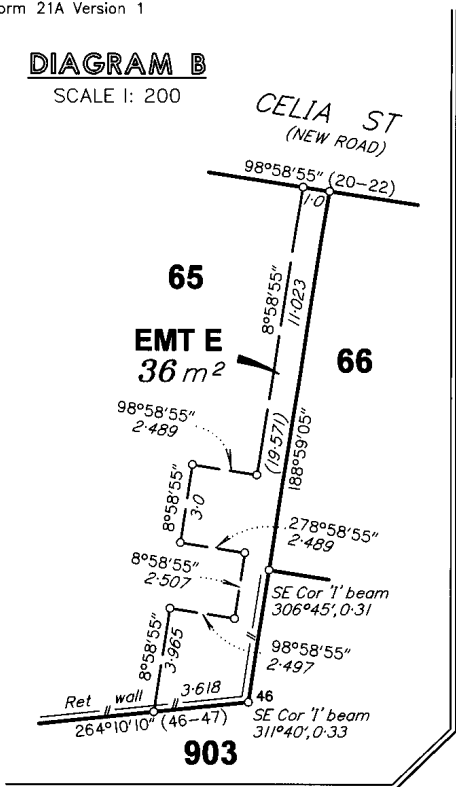 orm 21A Version 1
DIAGRAM B
SCALE 1: 200
CELIA ST
(NEW ROAD)
98°58'55" (20-22)
1·0
65
8°58'55"
11·023
EMT E
36 m²
66
98°58'55"
2·489
(19·571)
188°59'05"
8°58'55"
3·0
278°58'55"
2·489
8°58'55"
2·507
SE Cor 'I' beam
306°45',0·31
8°58'55"
3·965
98°58'55"
2·497
Ret wall
3·618
46
264°10'10" (46-47)
SE Cor 'I' beam
311°40',0·33
903